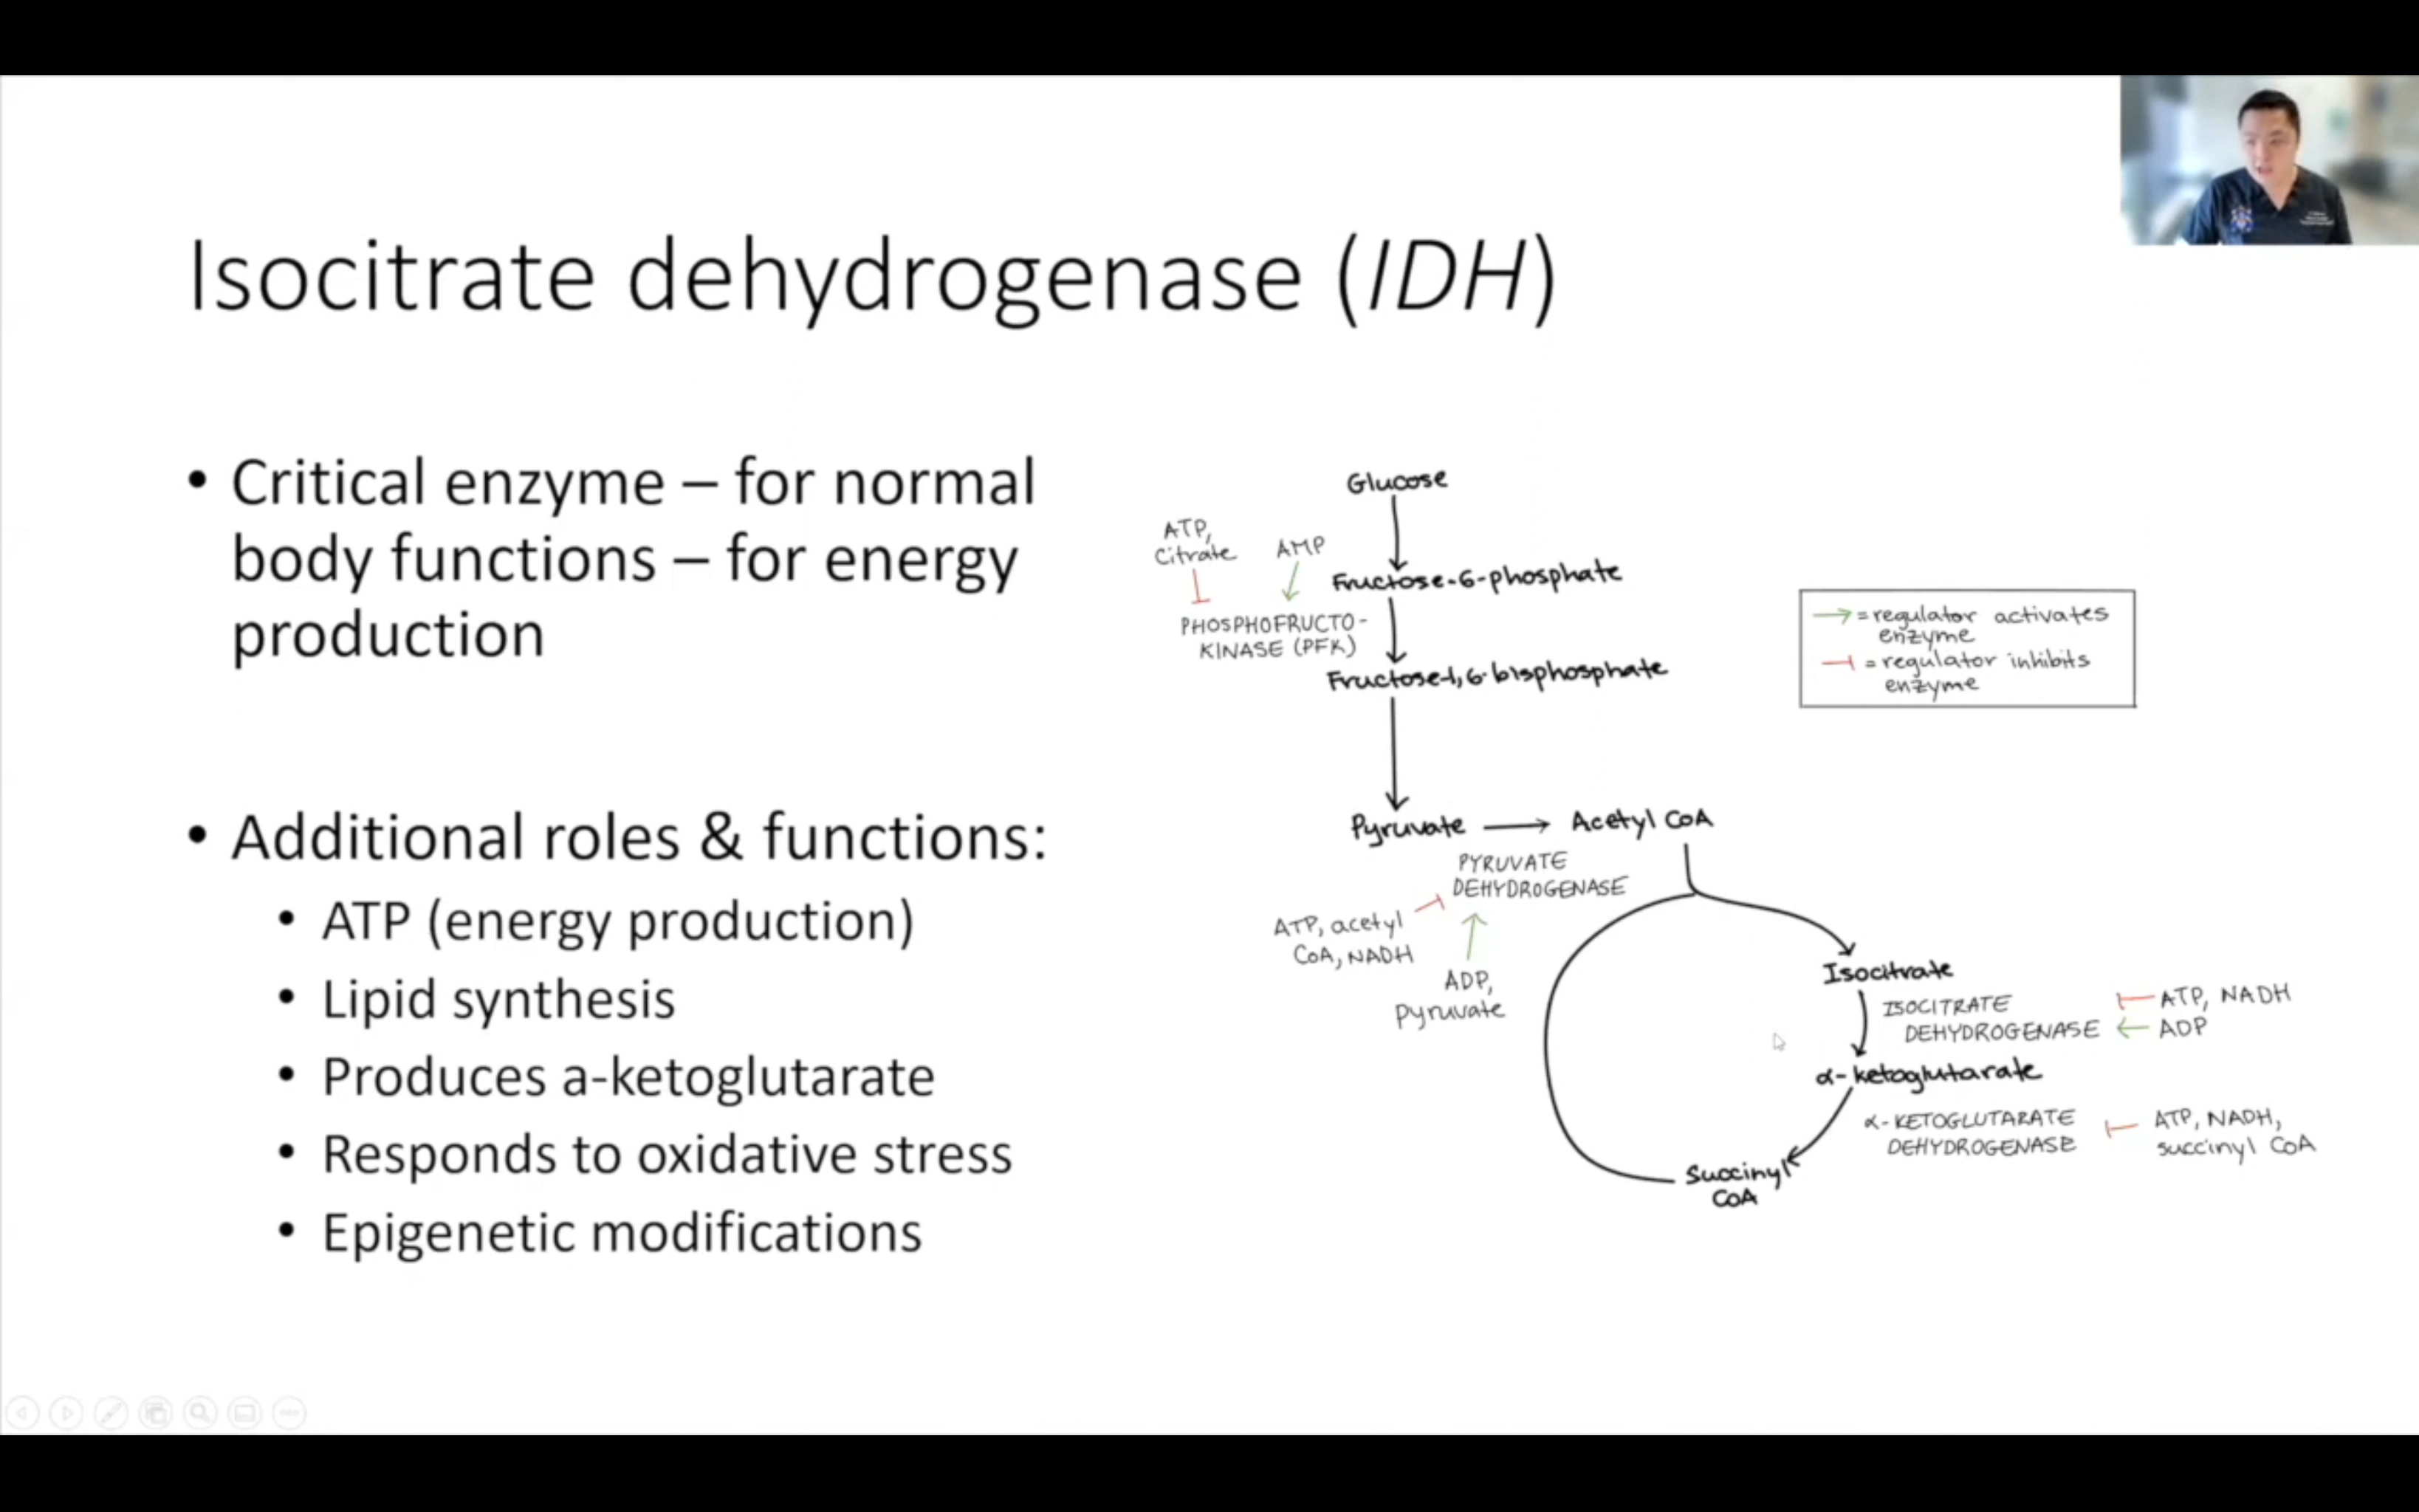 Isocitrate dehydrogenase (IDH)
• Critical enzyme – for normal
body functions – for energy
production
• Additional roles & functions:
• ATP (energy production)
• Lipid synthesis
• Produces a-ketoglutarate
• Responds to oxidative stress
• Epigenetic modifications
Glucose
ATP,
Citrate
AMP
Fructose-6-phosphate
PHOSPHOFRUCTO-
KINASE (PFK)
Fructose-1,6-bisphosphate
→ = regulator activates
enzyme
⊣ = regulator inhibits
enzyme
Pyruvate → Acetyl CoA
PYRUVATE
DEHYDROGENASE
ATP, acetyl
CoA, NADH
ADP,
Pyruvate
Isocitrate
ISOCITRATE
DEHYDROGENASE
ATP, NADH
ADP
α-ketoglutarate
α-KETOGLUTARATE
DEHYDROGENASE
ATP, NADH,
succinyl CoA
Succinyl
CoA